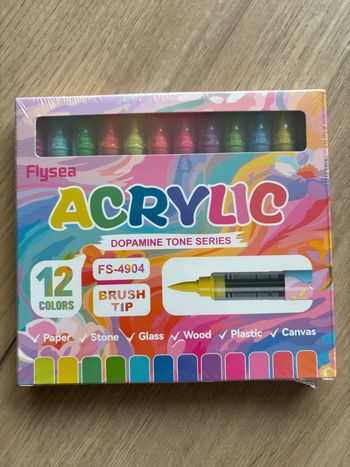 Flysea
ACRYLIC
DOPAMINE TONE SERIES
12
COLORS
FS-4904
BRUSH
TIP
✓ Paper ✓ Stone ✓ Glass ✓ Wood ✓ Plastic ✓ Canvas